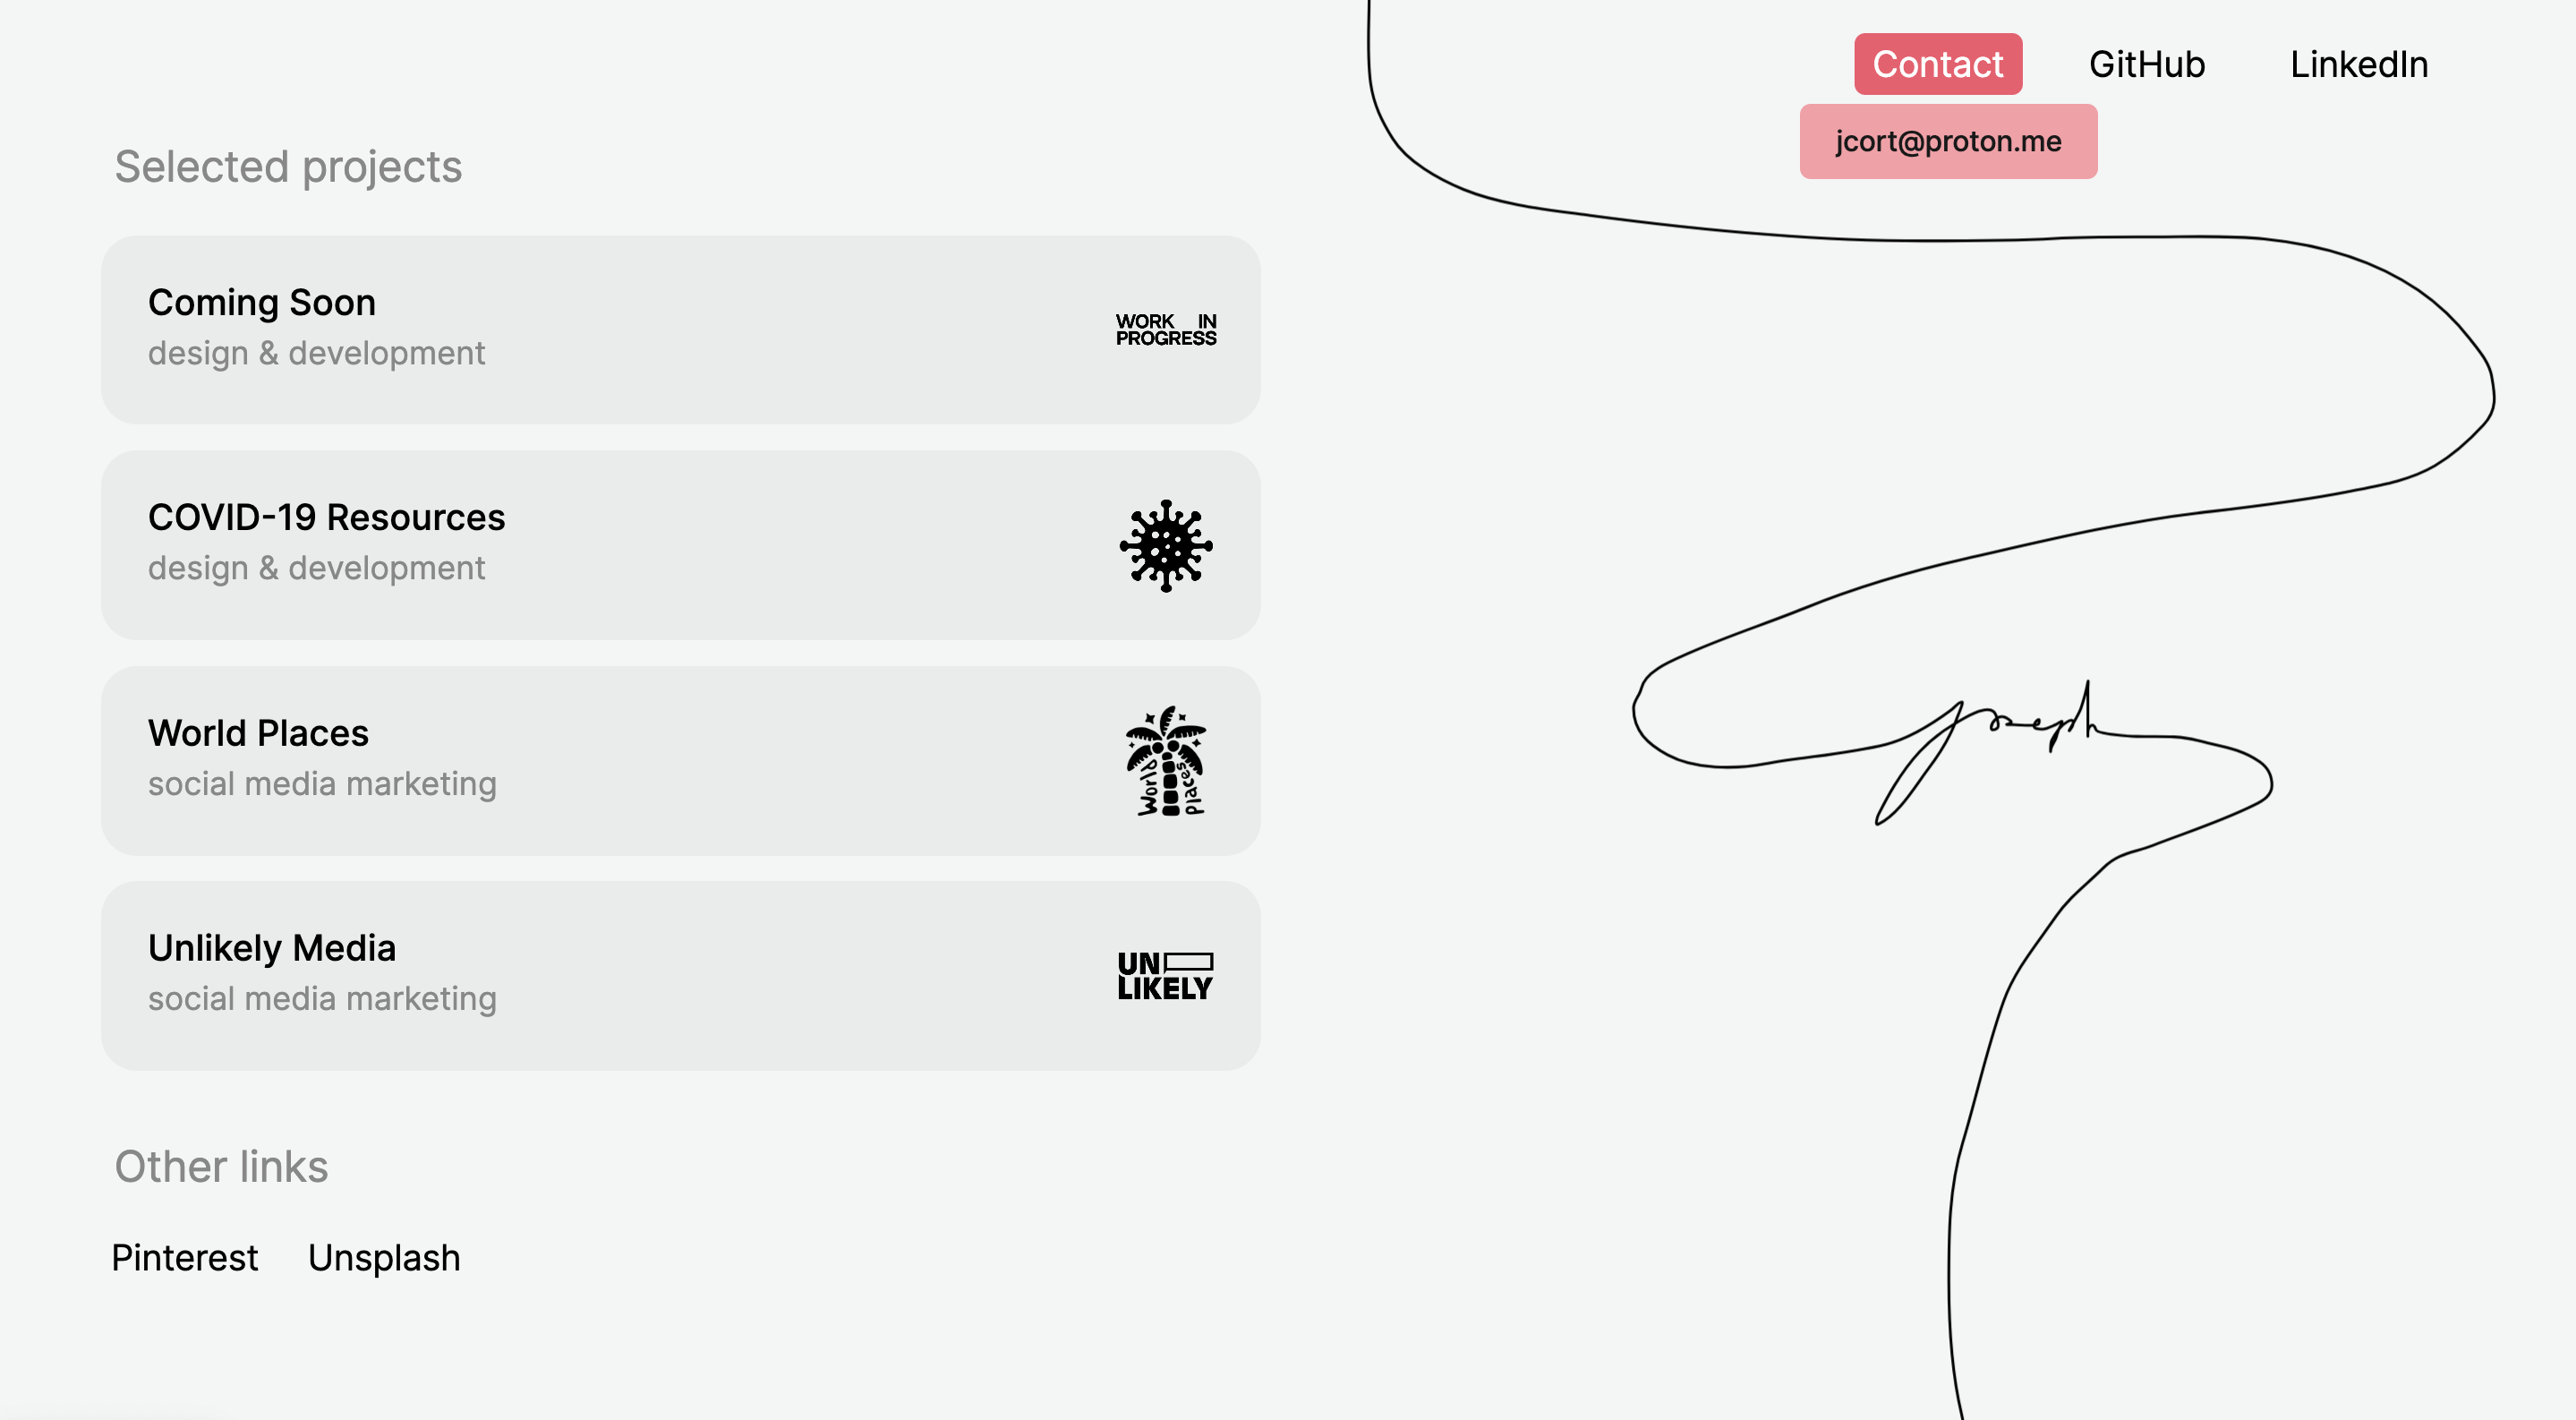 Contact
GitHub
LinkedIn
jcort@proton.me
Selected projects
Coming Soon
design & development
WORK IN
PROGRESS
COVID-19 Resources
design & development
World Places
social media marketing
World Places
Unlikely Media
social media marketing
UN
LIKELY
joseph
Other links
Pinterest Unsplash